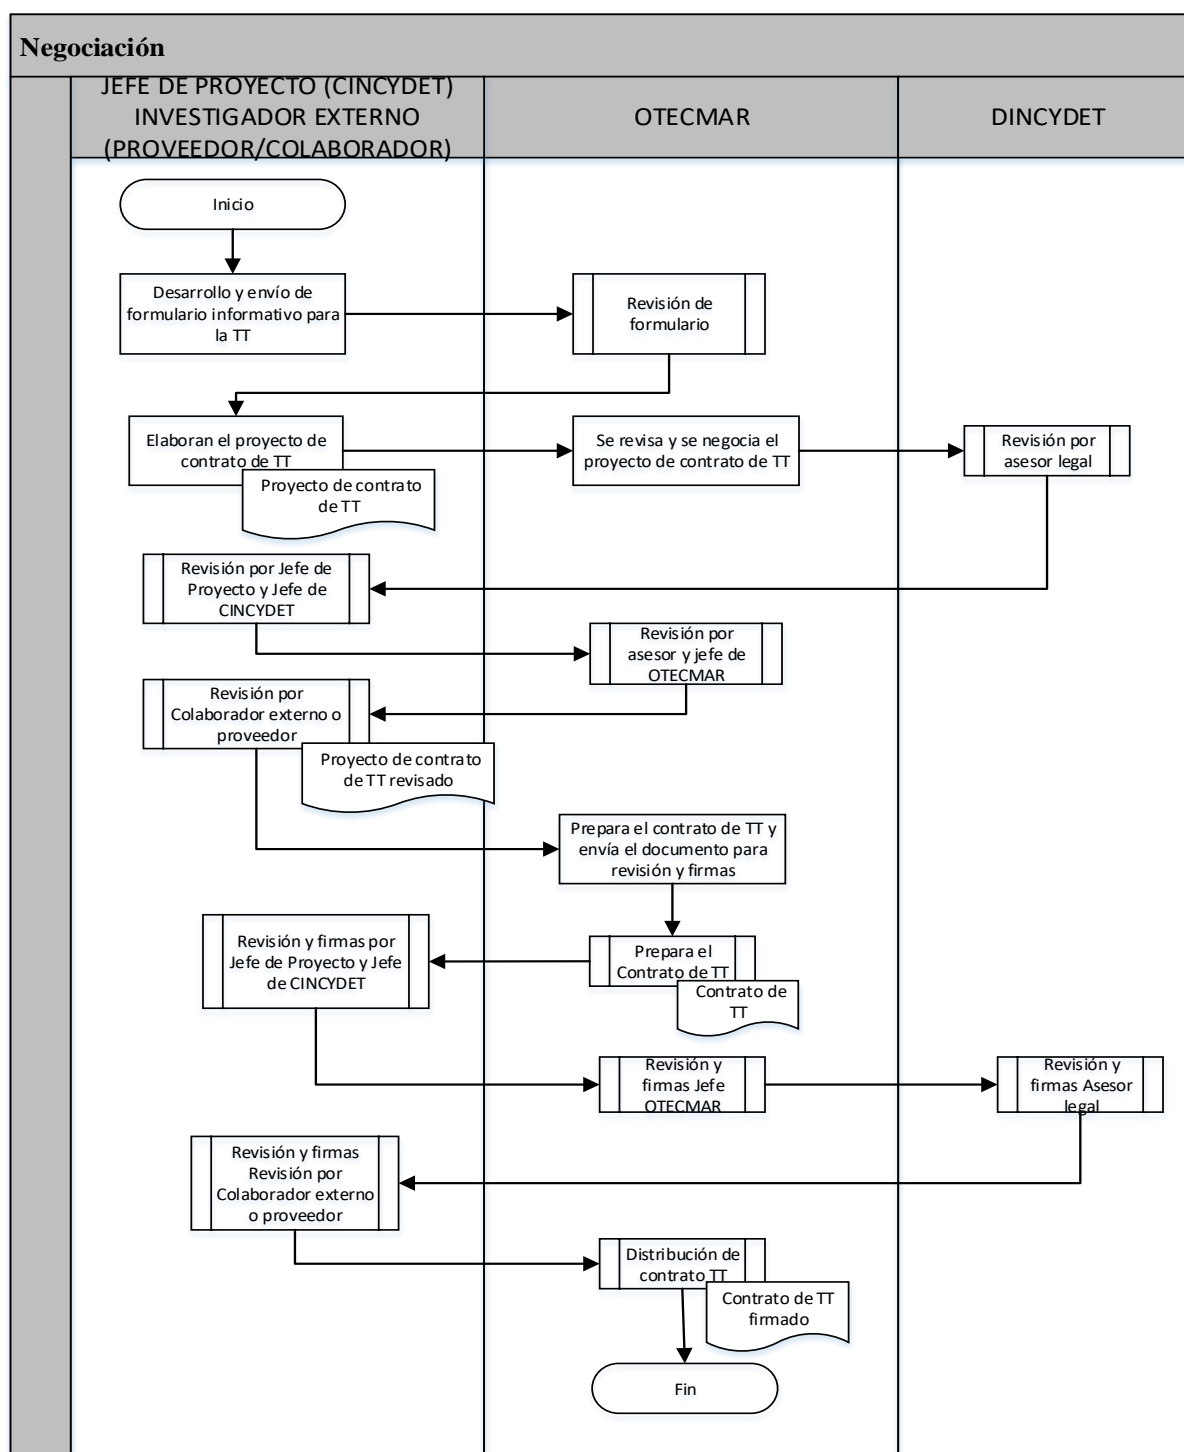 Negociación
JEFE DE PROYECTO (CINCYDET)
INVESTIGADOR EXTERNO
(PROVEEDOR/COLABORADOR)
OTECMAR
DINCYDET
Inicio
Desarrollo y envío de
formulario informativo para
la TT
Revisión de
formulario
Elaboran el proyecto de
contrato de TT
Proyecto de contrato
de TT
Se revisa y se negocia el
proyecto de contrato de TT
Revisión por
asesor legal
Revisión por Jefe de
Proyecto y Jefe de
CINCYDET
Revisión por
asesor y jefe de
OTECMAR
Revisión por
Colaborador externo o
proveedor
Proyecto de contrato
de TT revisado
Prepara el contrato de TT y
envía el documento para
revisión y firmas
Prepara el
Contrato de TT
Contrato de
TT
Revisión y firmas por
Jefe de Proyecto y Jefe
de CINCYDET
Revisión y
firmas Jefe
OTECMAR
Revisión y
firmas Asesor
legal
Revisión y firmas
Revisión por
Colaborador externo
o proveedor
Distribución de
contrato TT
Contrato de TT
firmado
Fin